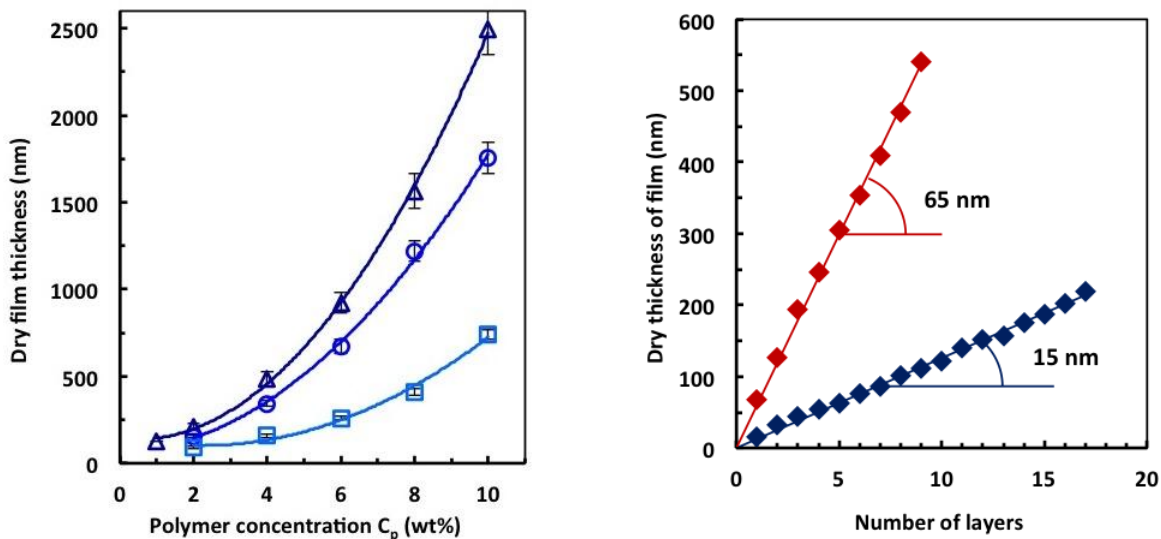 Dry film thickness (nm)
2500
2000
1500
1000
500
0
0 2 4 6 8 10
Polymer concentration Cp (wt%)
Dry thickness of film (nm)
600
500
400
300
200
100
0
65 nm
15 nm
0 5 10 15 20
Number of layers